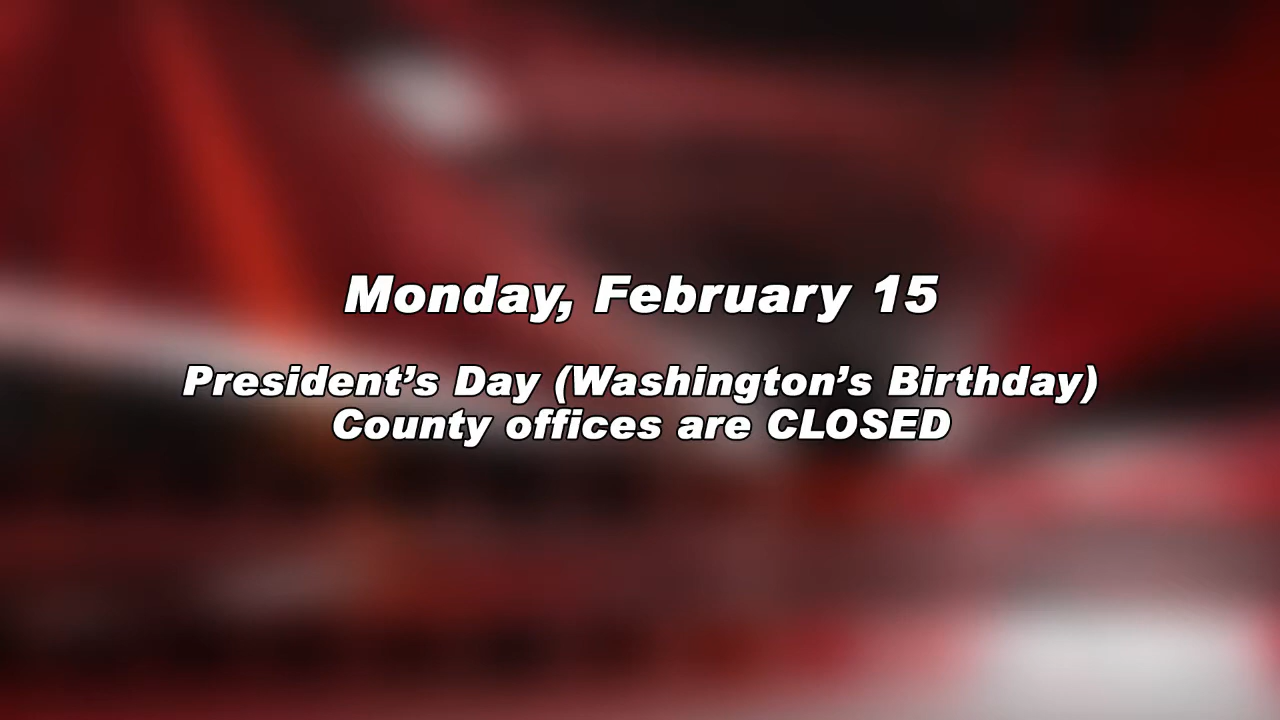 Monday, February 15
President’s Day (Washington’s Birthday)
County offices are CLOSED